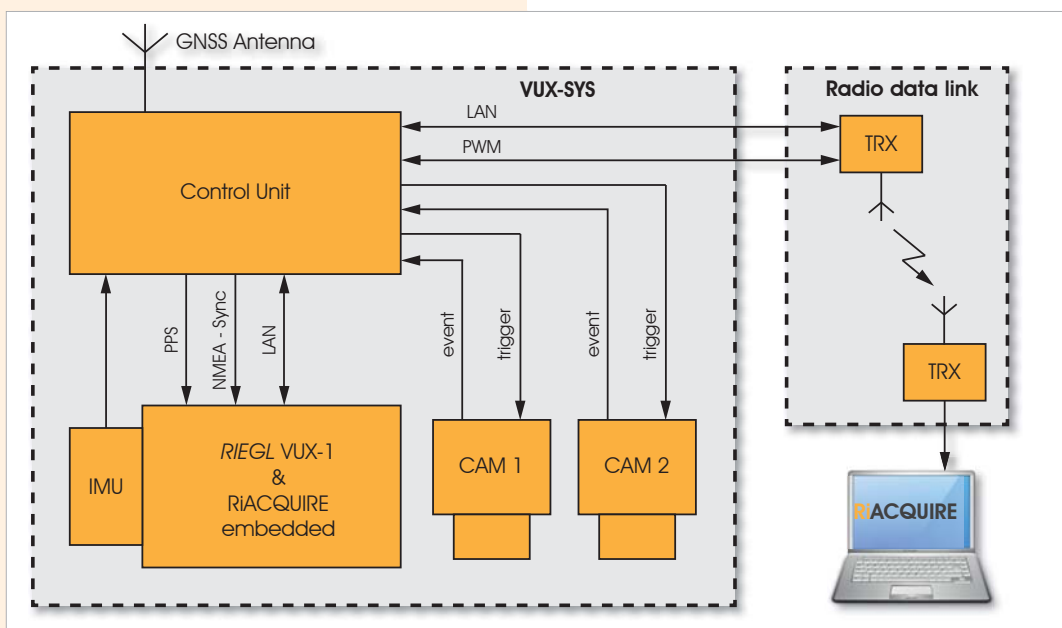 GNSS Antenna
VUX-SYS
Radio data link
LAN
PWM
TRX
Control Unit
PPS
NMEA - Sync
LAN
event
trigger
event
trigger
TRX
IMU
RIEGL VUX-1
&
RiACQUIRE
embedded
CAM 1
CAM 2
RiACQUIRE